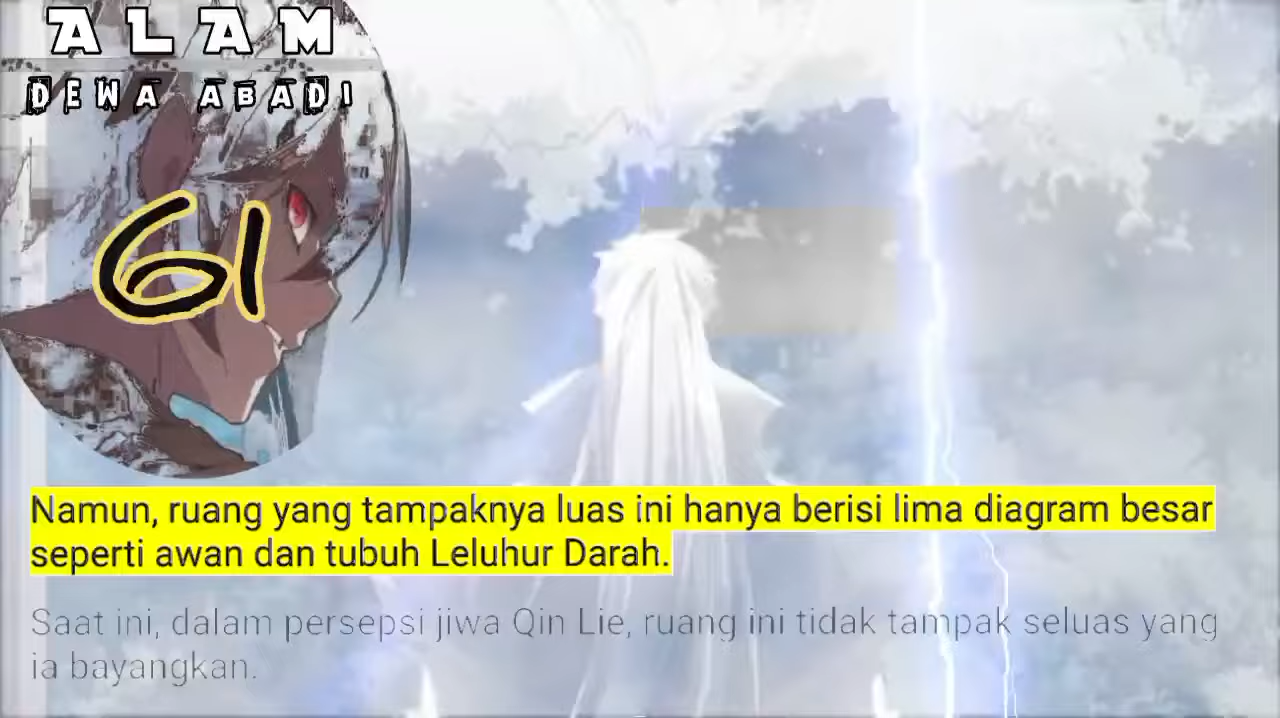 ALAM
DEWA ABADI
61
Namun, ruang yang tampaknya luas ini hanya berisi lima diagram besar
seperti awan dan tubuh Leluhur Darah.
Saat ini, dalam persepsi jiwa Qin Lie, ruang ini tidak tampak seluas yang
ia bayangkan.